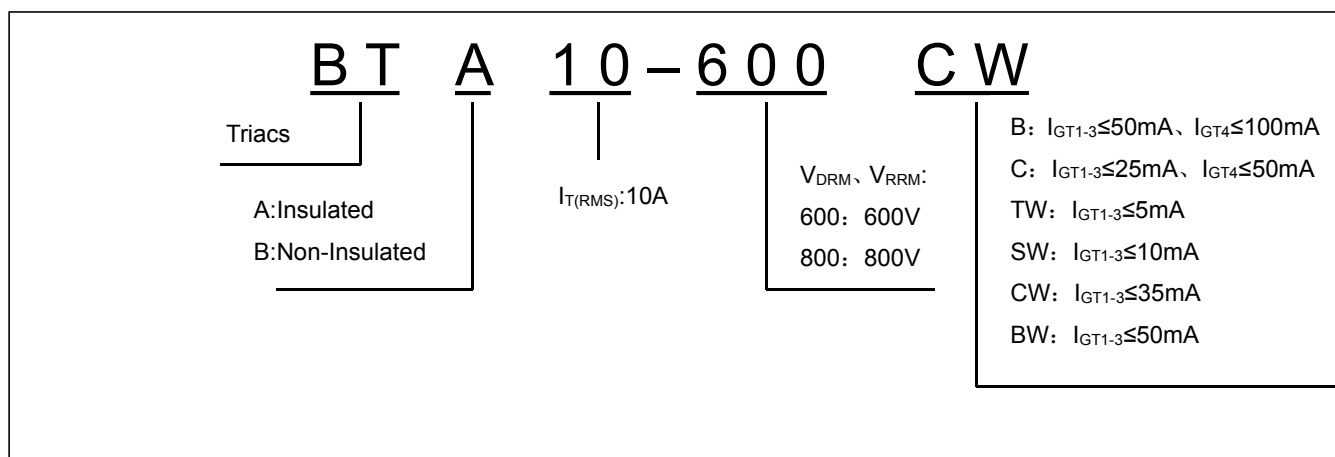 BT A 10–600 CW
Triacs
A:Insulated
B:Non-Insulated
IT(RMS):10A
VDRM、VRRM:
600：600V
800：800V
B：IGT1-3≤50mA、IGT4≤100mA
C：IGT1-3≤25mA、IGT4≤50mA
TW：IGT1-3≤5mA
SW：IGT1-3≤10mA
CW：IGT1-3≤35mA
BW：IGT1-3≤50mA